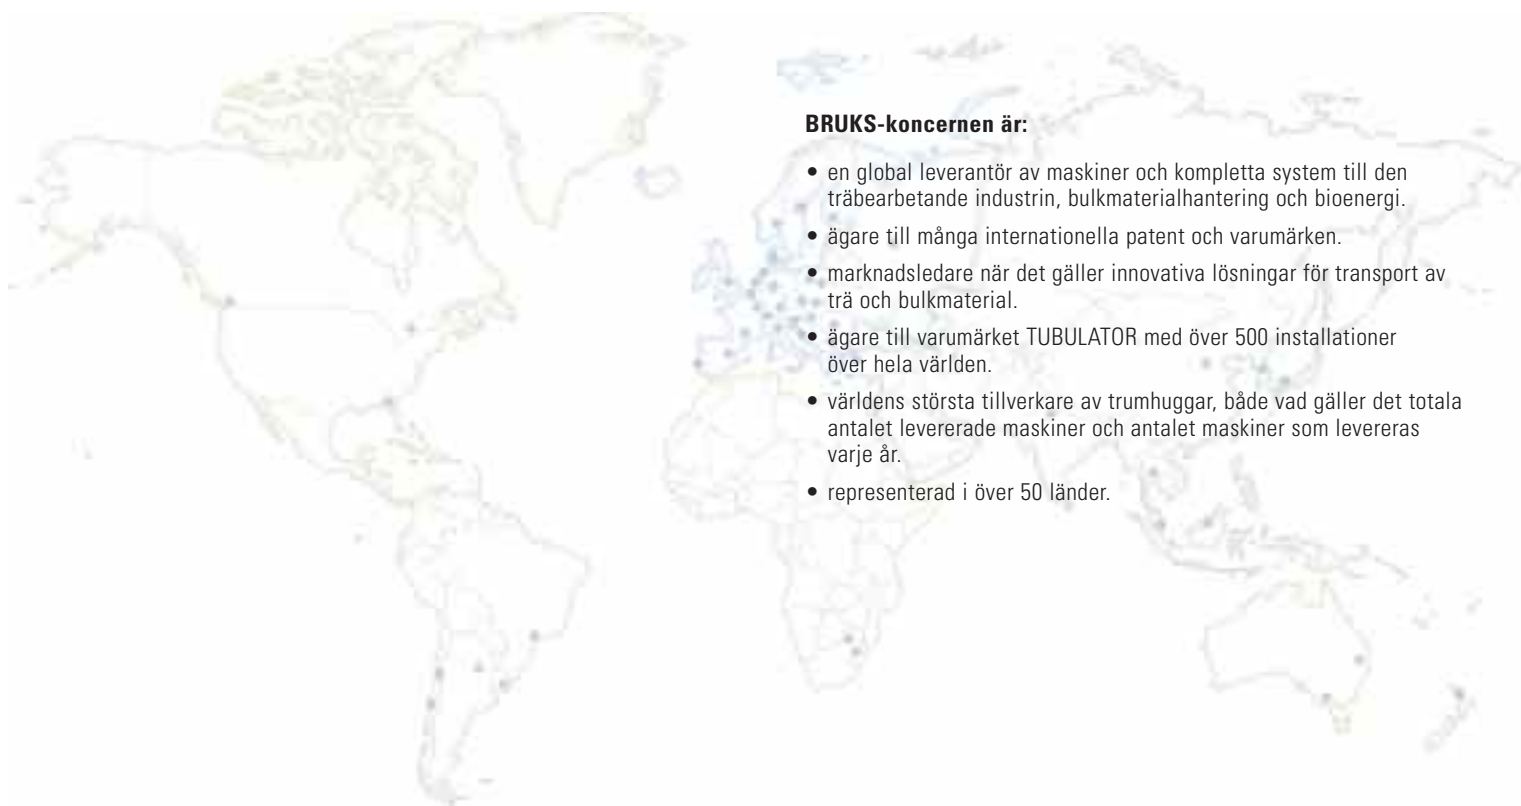 BRUKS-koncernen är:
• en global leverantör av maskiner och kompletta system till den
träbearbetande industrin, bulkmaterialhantering och bioenergi.
• ägare till många internationella patent och varumärken.
• marknadsledare när det gäller innovativa lösningar för transport av
trä och bulkmaterial.
• ägare till varumärket TUBULATOR med över 500 installationer
över hela världen.
• världens största tillverkare av trumhuggar, både vad gäller det totala
antalet levererade maskiner och antalet maskiner som levereras
varje år.
• representerad i över 50 länder.